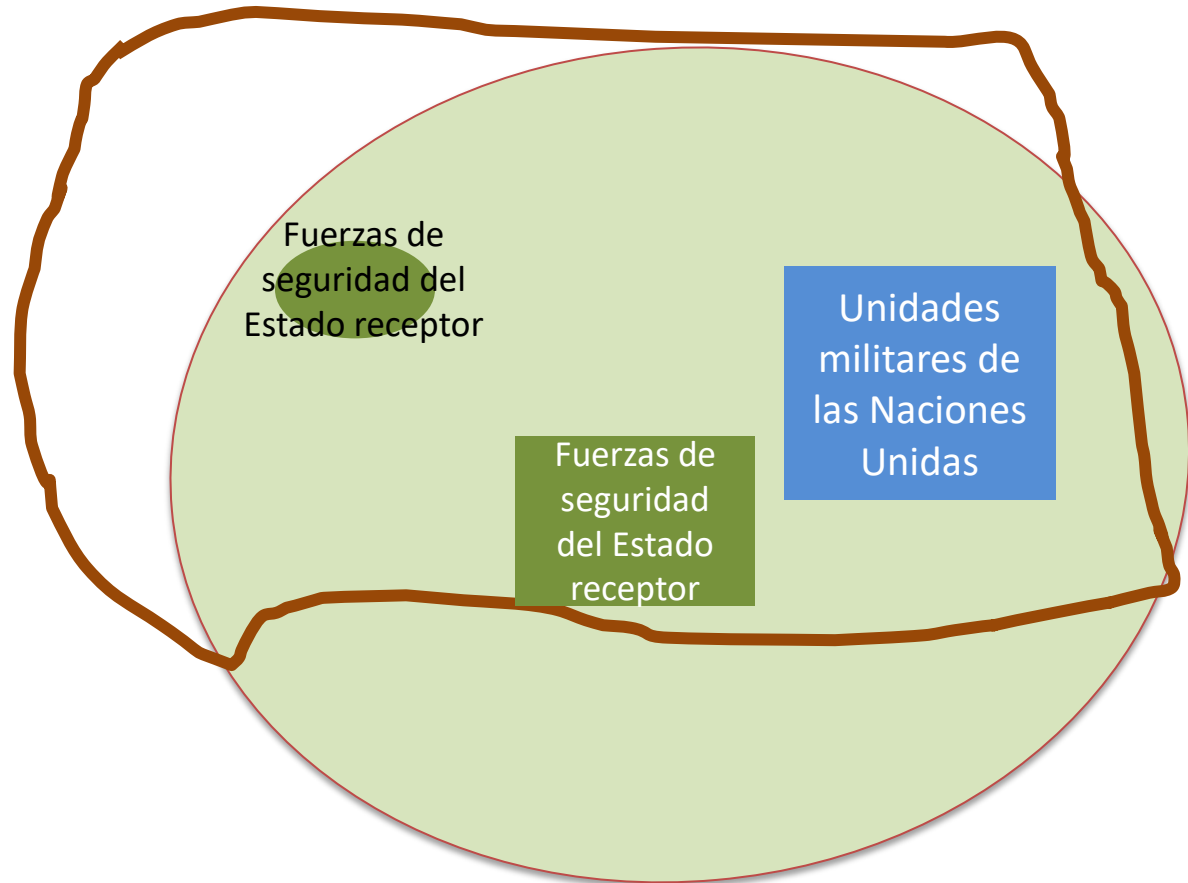 Fuerzas de
seguridad del
Estado receptor
Unidades
militares de
las Naciones
Unidas
Fuerzas de
seguridad
del Estado
receptor